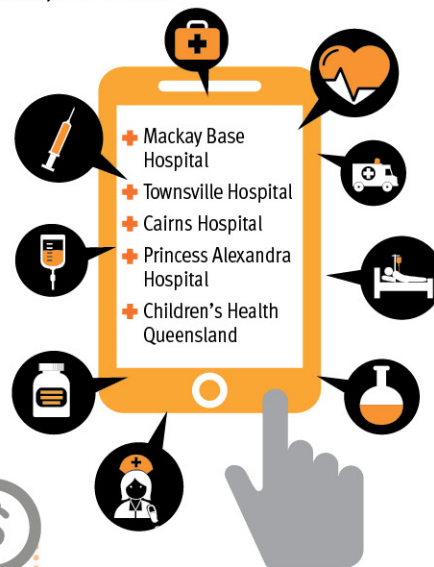 Mackay Base
Hospital
Townsville Hospital
Cairns Hospital
Princess Alexandra
Hospital
Children's Health
Queensland